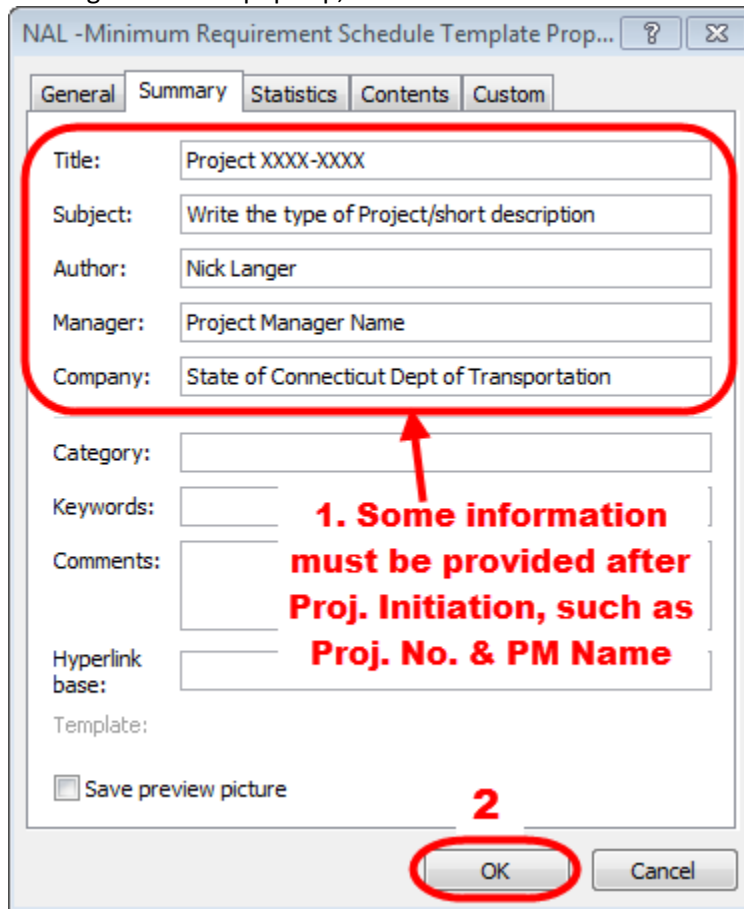 NAL -Minimum Requirement Schedule Template Prop...
General Summary Statistics Contents Custom
Title: Project XXXX-XXXX
Subject: Write the type of Project/short description
Author: Nick Langer
Manager: Project Manager Name
Company: State of Connecticut Dept of Transportation
Category:
Keywords:
1. Some information
must be provided after
Comments:
Proj. Initiation, such as
Proj. No. & PM Name
Hyperlink
base:
Template:
Save preview picture
2
OK Cancel